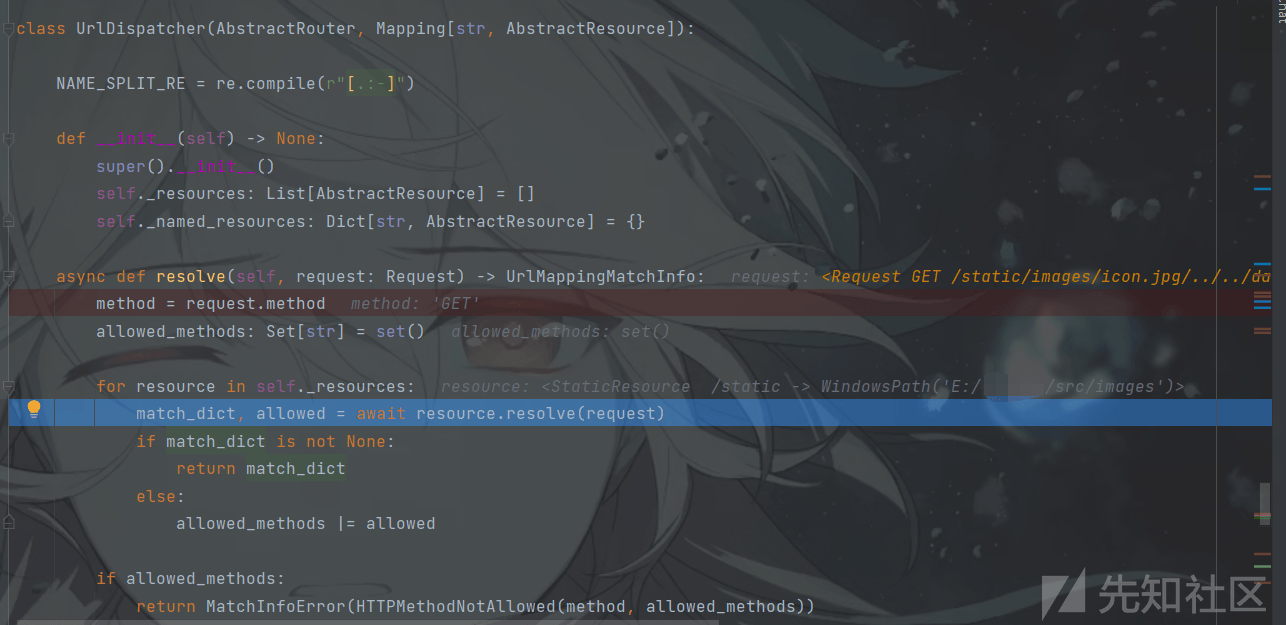 class UrlDispatcher(AbstractRouter, Mapping[str, AbstractResource]):
    NAME_SPLIT_RE = re.compile(r"[.:-]")
    def __init__(self) -> None:
        super().__init__()
        self._resources: List[AbstractResource] = []
        self._named_resources: Dict[str, AbstractResource] = {}
    async def resolve(self, request: Request) -> UrlMappingMatchInfo:   request: <Request GET /static/images/icon.jpg/../../da
        method = request.method   method: 'GET'
        allowed_methods: Set[str] = set()   allowed_methods: set()
        for resource in self._resources:   resource: <StaticResource  /static -> WindowsPath('E:/      /src/images')>
            match_dict, allowed = await resource.resolve(request)
            if match_dict is not None:
                return match_dict
            else:
                allowed_methods |= allowed
        if allowed_methods:
            return MatchInfoError(HTTPMethodNotAllowed(method, allowed_methods))
先知社区